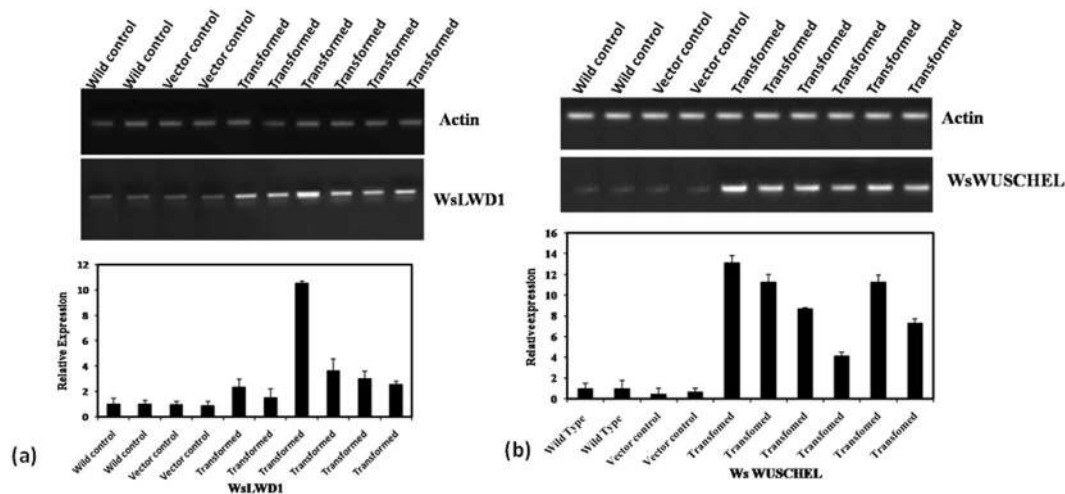 Wild control
Wild control
Vector control
Vector control
Transformed
Transformed
Transformed
Transformed
Transformed
Transformed
Actin
WsLWD1
Relative Expression
12
10
8
6
4
2
0
Wild control
Wild control
Vector control
Vector control
Transformed
Transformed
Transformed
Transformed
Transformed
Transformed
WsLWD1
(a)
Wild control
Wild control
Vector control
Vector control
Transformed
Transformed
Transformed
Transformed
Transformed
Transformed
Actin
WsWUSCHEL
Relative expression
16
14
12
10
8
6
4
2
0
Wild Type
Wild Type
Vector control
Vector control
Transfomed
Transfomed
Transfomed
Transfomed
Transfomed
Transfomed
Ws WUSCHEL
(b)